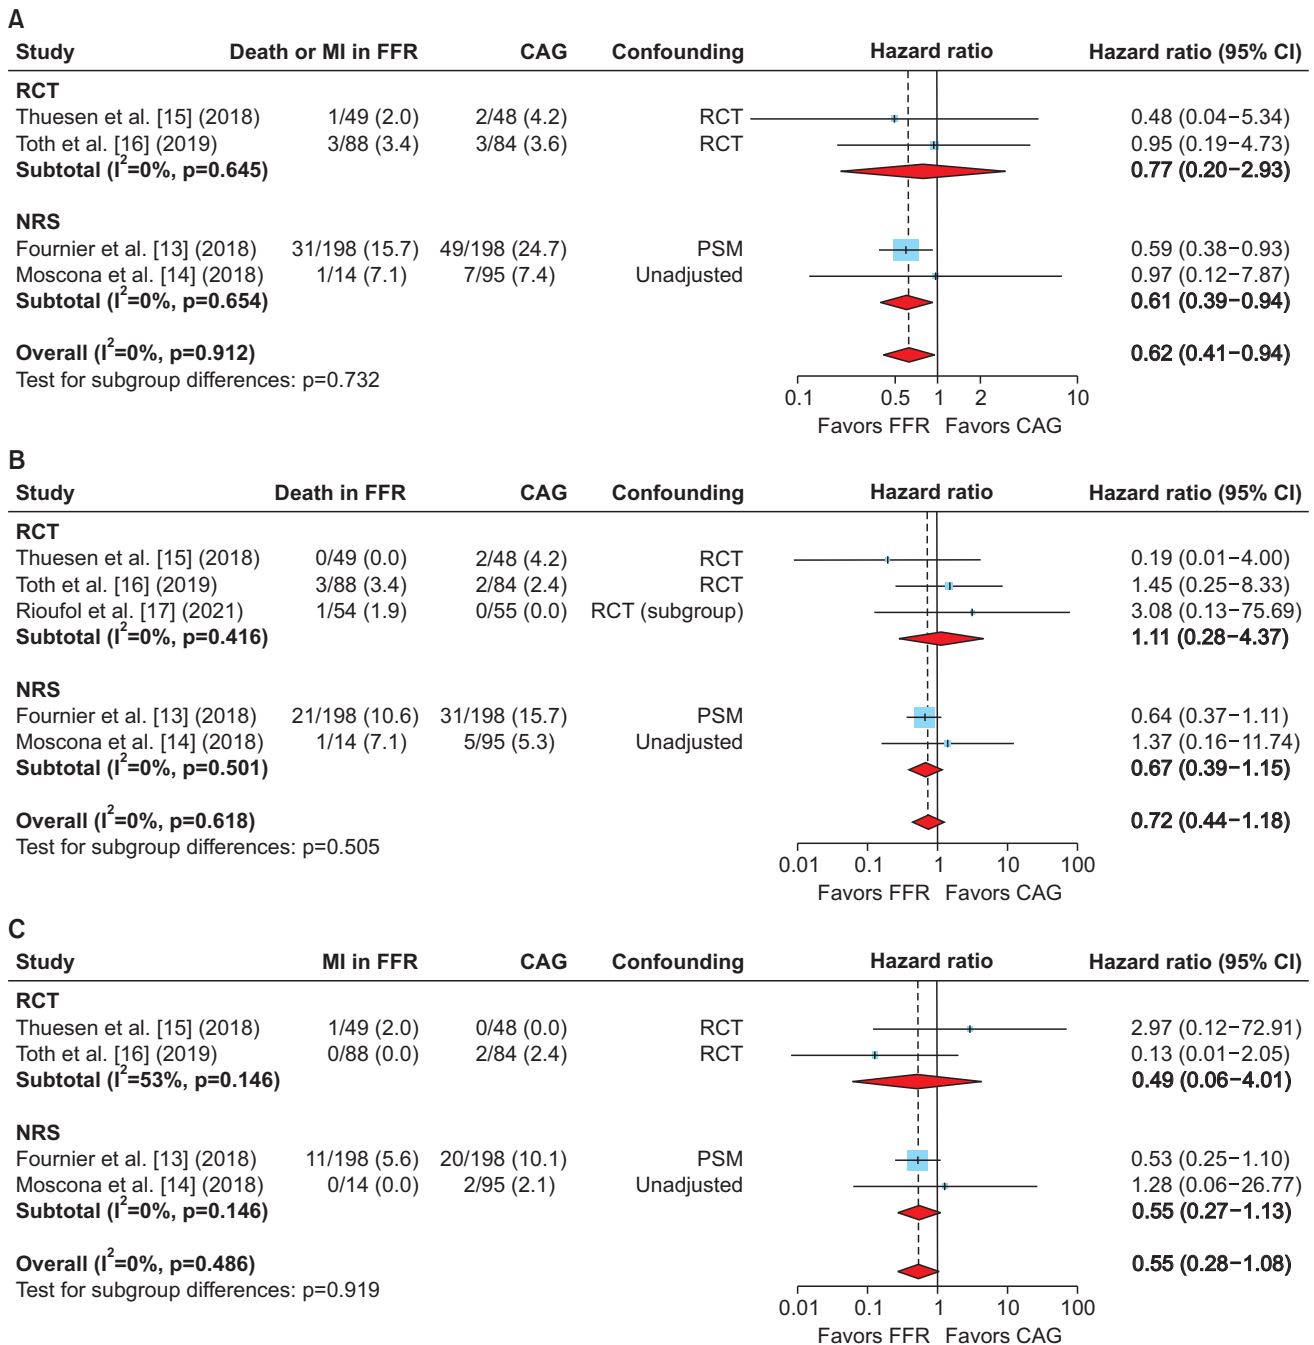 A
Study Death or MI in FFR CAG Confounding Hazard ratio Hazard ratio (95% CI)
RCT
Thuesen et al. [15] (2018) 1/49 (2.0) 2/48 (4.2) RCT 0.48 (0.04−5.34)
Toth et al. [16] (2019) 3/88 (3.4) 3/84 (3.6) RCT 0.95 (0.19−4.73)
Subtotal (I²=0%, p=0.645) 0.77 (0.20−2.93)
NRS
Fournier et al. [13] (2018) 31/198 (15.7) 49/198 (24.7) PSM 0.59 (0.38−0.93)
Moscona et al. [14] (2018) 1/14 (7.1) 7/95 (7.4) Unadjusted 0.97 (0.12−7.87)
Subtotal (I²=0%, p=0.654) 0.61 (0.39−0.94)
Overall (I²=0%, p=0.912) 0.62 (0.41−0.94)
Test for subgroup differences: p=0.732
0.1 0.5 1 2 10
Favors FFR Favors CAG
B
Study Death in FFR CAG Confounding Hazard ratio Hazard ratio (95% CI)
RCT
Thuesen et al. [15] (2018) 0/49 (0.0) 2/48 (4.2) RCT 0.19 (0.01−4.00)
Toth et al. [16] (2019) 3/88 (3.4) 2/84 (2.4) RCT 1.45 (0.25−8.33)
Rioufol et al. [17] (2021) 1/54 (1.9) 0/55 (0.0) RCT (subgroup) 3.08 (0.13−75.69)
Subtotal (I²=0%, p=0.416) 1.11 (0.28−4.37)
NRS
Fournier et al. [13] (2018) 21/198 (10.6) 31/198 (15.7) PSM 0.64 (0.37−1.11)
Moscona et al. [14] (2018) 1/14 (7.1) 5/95 (5.3) Unadjusted 1.37 (0.16−11.74)
Subtotal (I²=0%, p=0.501) 0.67 (0.39−1.15)
Overall (I²=0%, p=0.618) 0.72 (0.44−1.18)
Test for subgroup differences: p=0.505
0.01 0.1 1 10 100
Favors FFR Favors CAG
C
Study MI in FFR CAG Confounding Hazard ratio Hazard ratio (95% CI)
RCT
Thuesen et al. [15] (2018) 1/49 (2.0) 0/48 (0.0) RCT 2.97 (0.12−72.91)
Toth et al. [16] (2019) 0/88 (0.0) 2/84 (2.4) RCT 0.13 (0.01−2.05)
Subtotal (I²=53%, p=0.146) 0.49 (0.06−4.01)
NRS
Fournier et al. [13] (2018) 11/198 (5.6) 20/198 (10.1) PSM 0.53 (0.25−1.10)
Moscona et al. [14] (2018) 0/14 (0.0) 2/95 (2.1) Unadjusted 1.28 (0.06−26.77)
Subtotal (I²=0%, p=0.146) 0.55 (0.27−1.13)
Overall (I²=0%, p=0.486) 0.55 (0.28−1.08)
Test for subgroup differences: p=0.919
0.01 0.1 1 10 100
Favors FFR Favors CAG